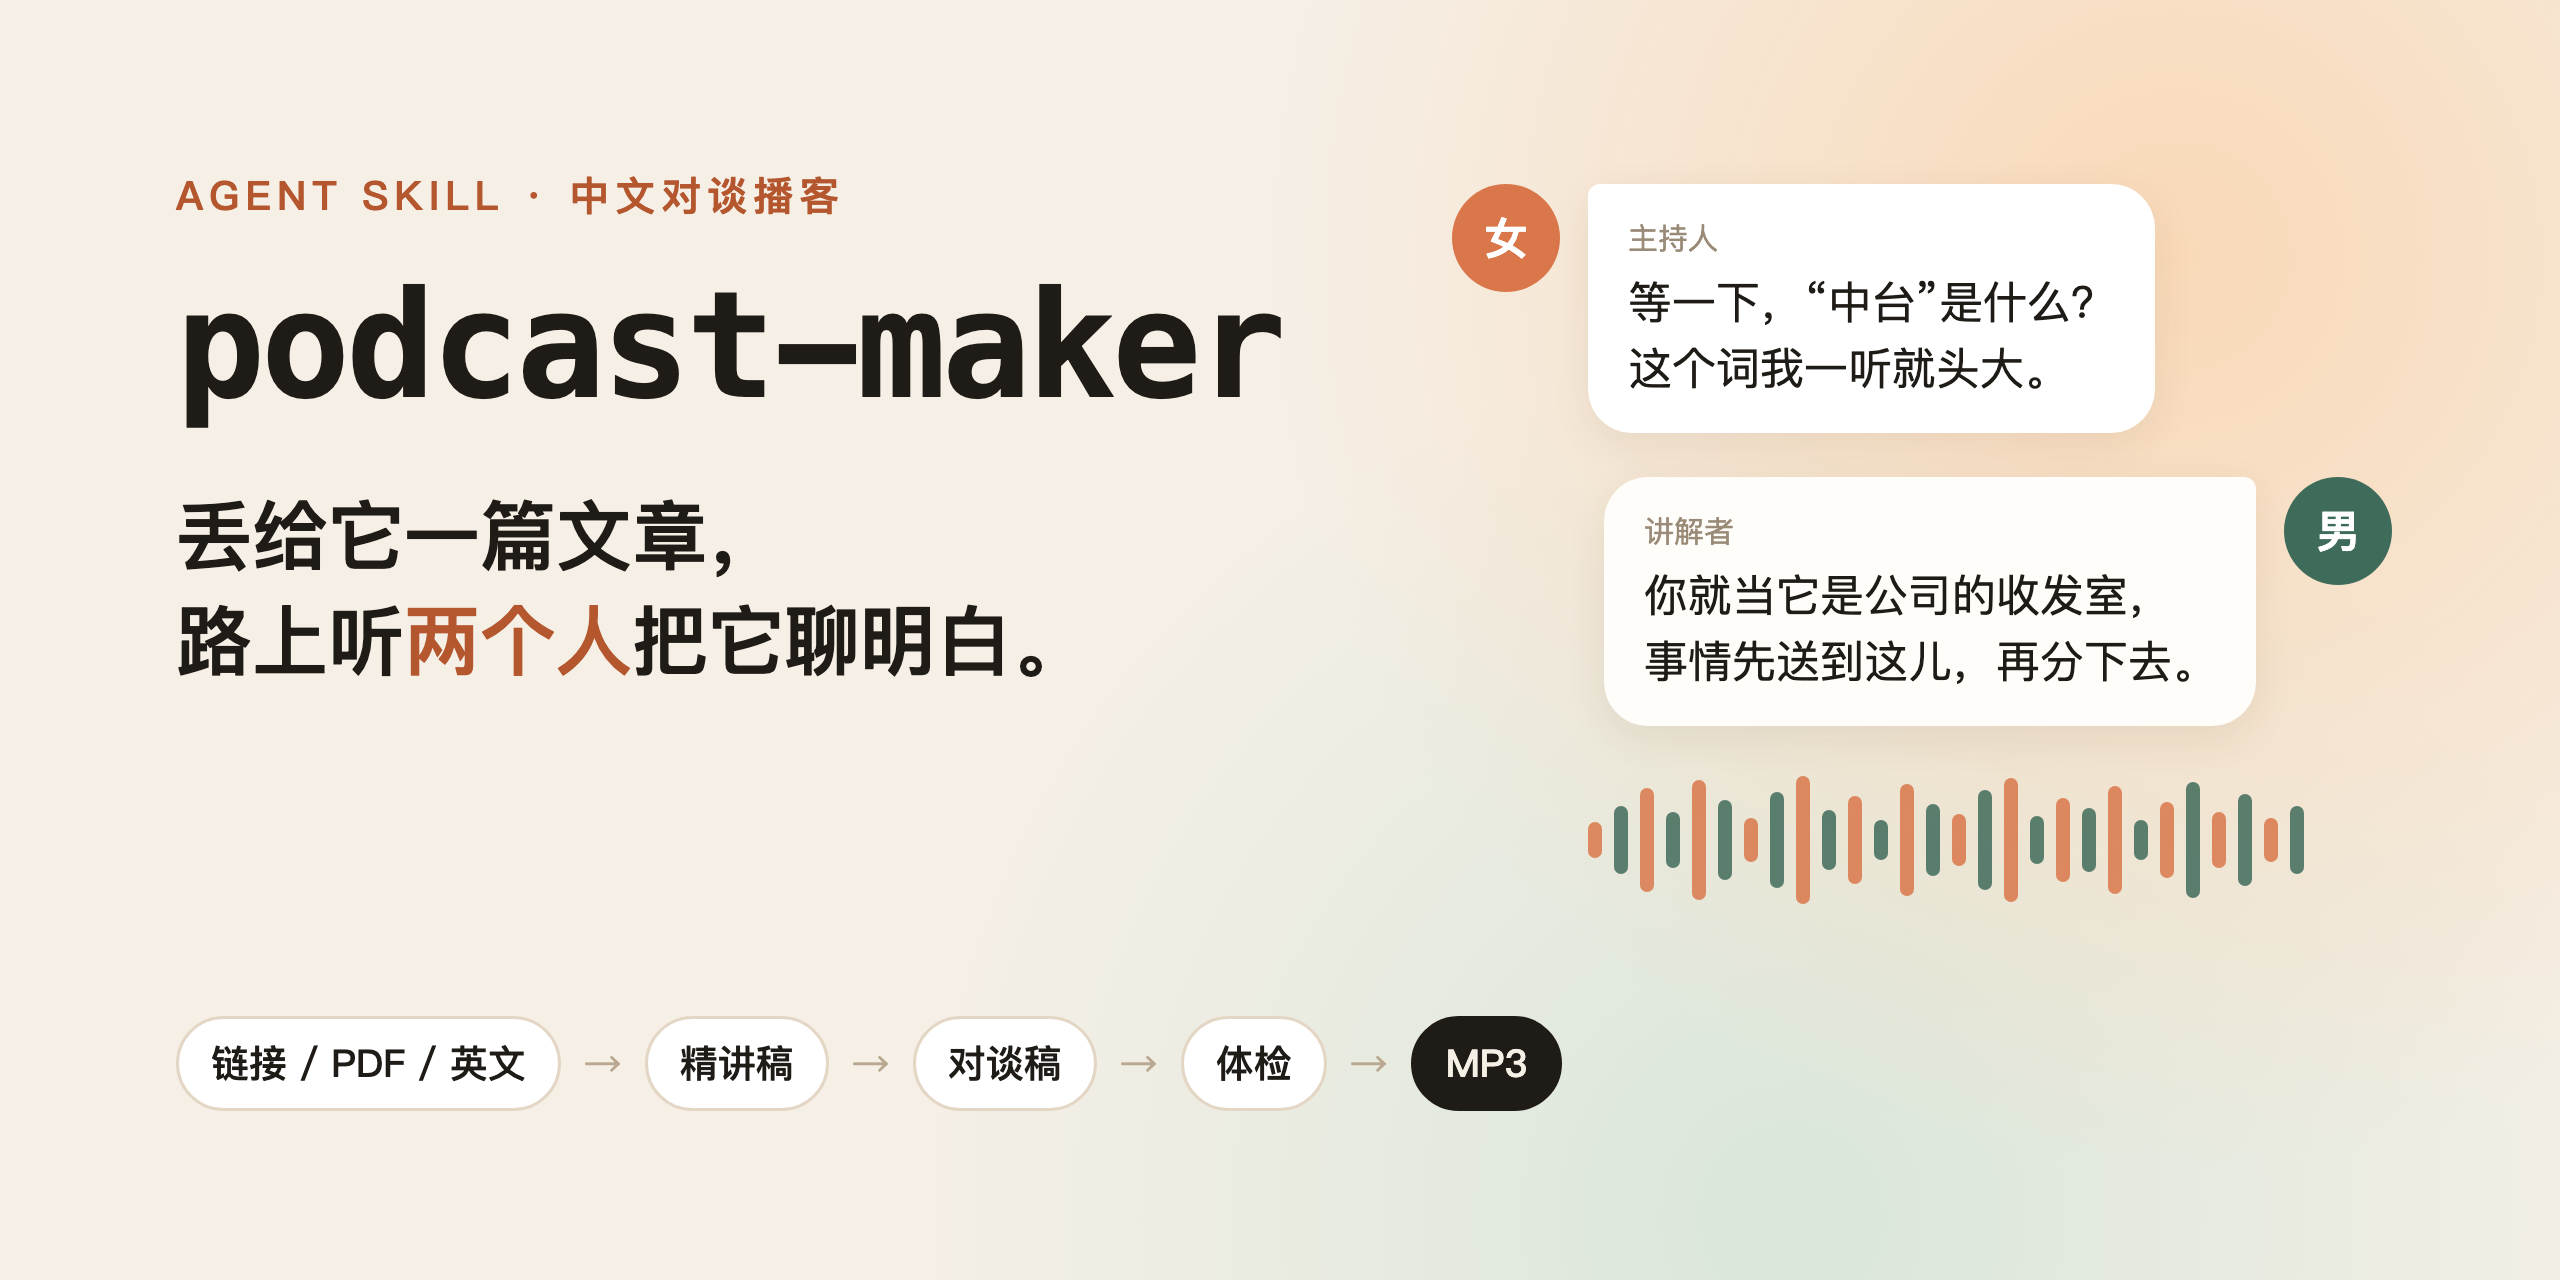 AGENT SKILL · 中文对谈播客
podcast-maker
丢给它一篇文章，
路上听两个人把它聊明白。
女
主持人
等一下，“中台”是什么？
这个词我一听就头大。
男
讲解者
你就当它是公司的收发室，
事情先送到这儿，再分下去。
链接 / PDF / 英文 → 精讲稿 → 对谈稿 → 体检 → MP3